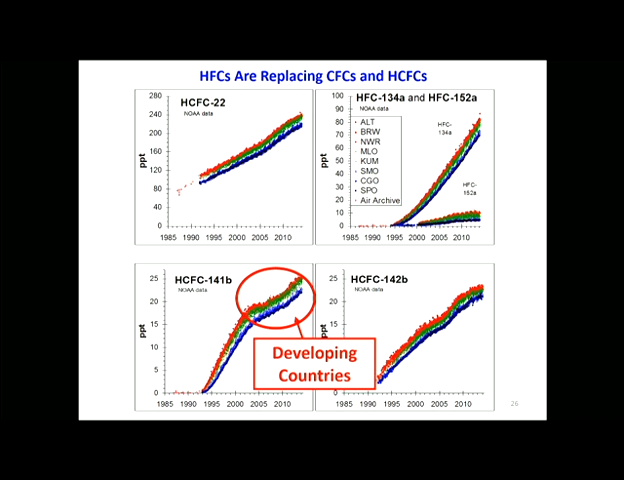 HFCs Are Replacing CFCs and HCFCs
HCFC-22
NOAA data
ppt
280
240
200
160
120
80
40
0
1985 1990 1995 2000 2005 2010
HFC-134a and HFC-152a
NOAA data
ALT
BRW
NWR
MLO
KUM
SMO
CGO
SPO
Air Archive
HFC-
134a
HFC-
152a
ppt
100
90
80
70
60
50
40
30
20
10
0
1985 1990 1995 2000 2005 2010
HCFC-141b
NOAA data
ppt
25
20
15
10
5
0
1985 1990 1995 2000 2005 2010
HCFC-142b
NOAA data
ppt
25
20
15
0
1985 1990 1995 2000 2005 2010
Developing
Countries
26